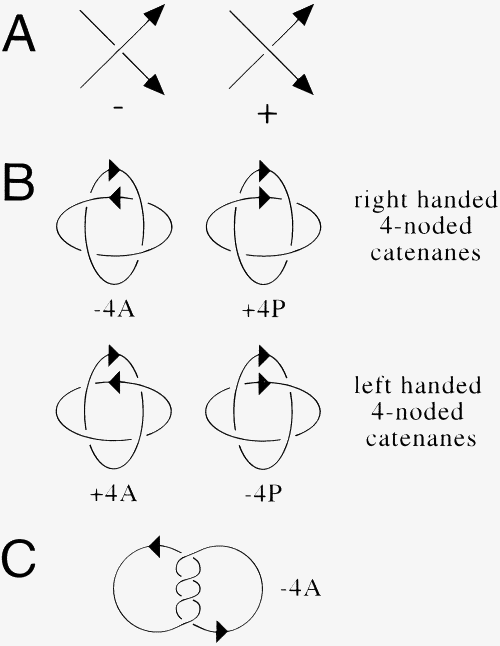 A
- +
B
right handed
4-noded
catenanes
-4A +4P
left handed
4-noded
catenanes
+4A -4P
C
-4A